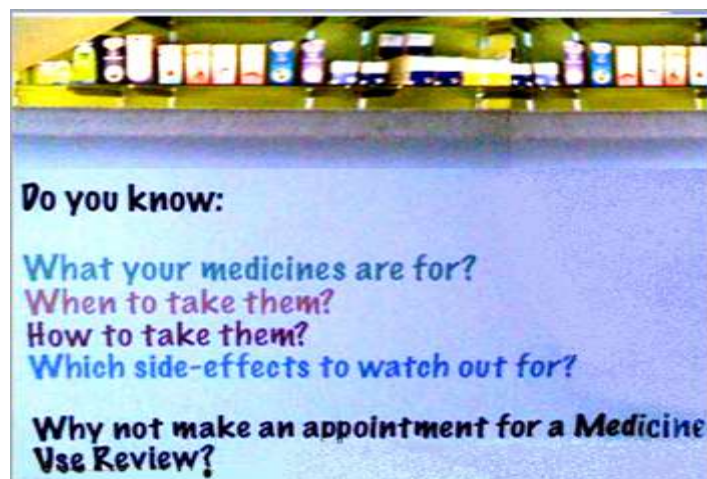 Do you know:
What your medicines are for?
When to take them?
How to take them?
Which side-effects to watch out for?
Why not make an appointment for a Medicine
Use Review?